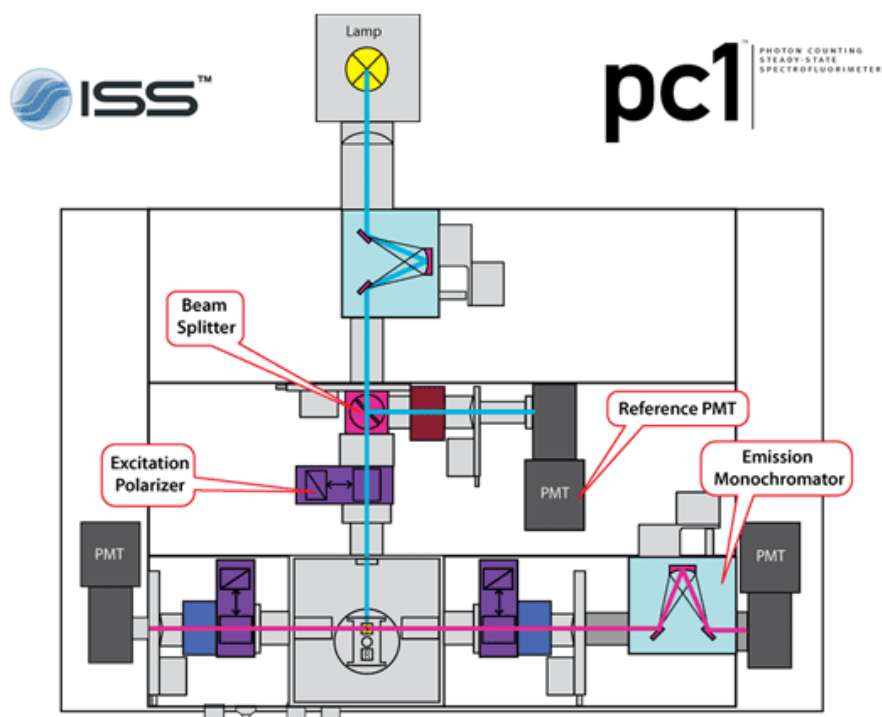 Lamp
ISS™
pc1™
PHOTON COUNTING
STEADY-STATE
SPECTROFLUORIMETER
Beam
Splitter
Reference PMT
Emission
Monochromator
Excitation
Polarizer
PMT
PMT
PMT
S
R